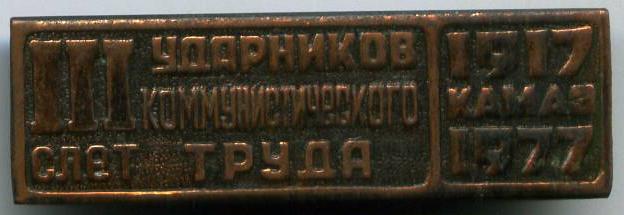 III УДАРНИКОВ
КОММУНИСТИЧЕСКОГО
СЛЕТ ТРУДА
1917
КАМАЗ
1977